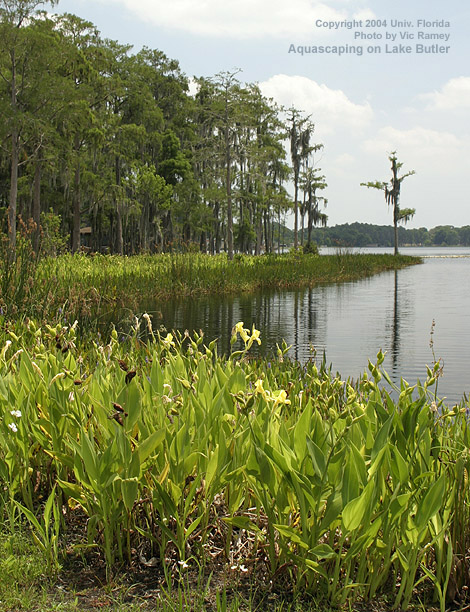 Copyright 2004 Univ. Florida
Photo by Vic Ramey
Aquascaping on Lake Butler